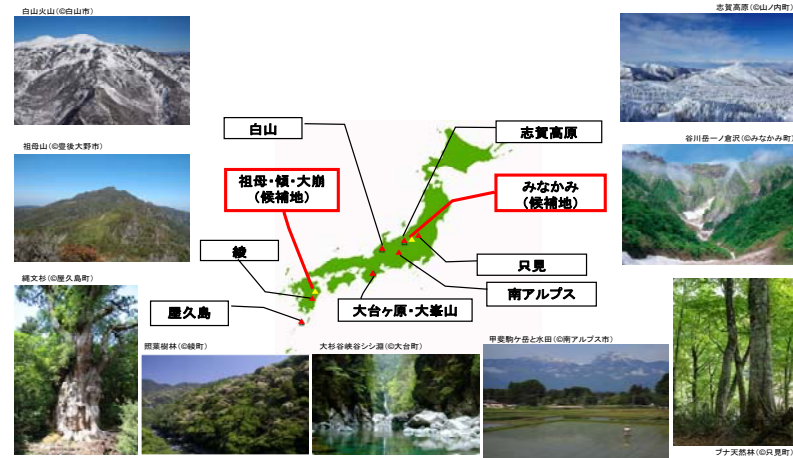 白山火山(©白山市)
志賀高原(©山ノ内町)
白山
志賀高原
谷川岳一ノ倉沢(©みなかみ町)
祖母山(©豊後大野市)
祖母・傾・大崩
(候補地)
みなかみ
(候補地)
綾
只見
縄文杉(©屋久島町)
南アルプス
屋久島
大台ヶ原・大峯山
甲斐駒ケ岳と水田(©南アルプス市)
照葉樹林(©綾町)
大杉谷峡谷シシ淵(©大台町)
ブナ天然林(©只見町)